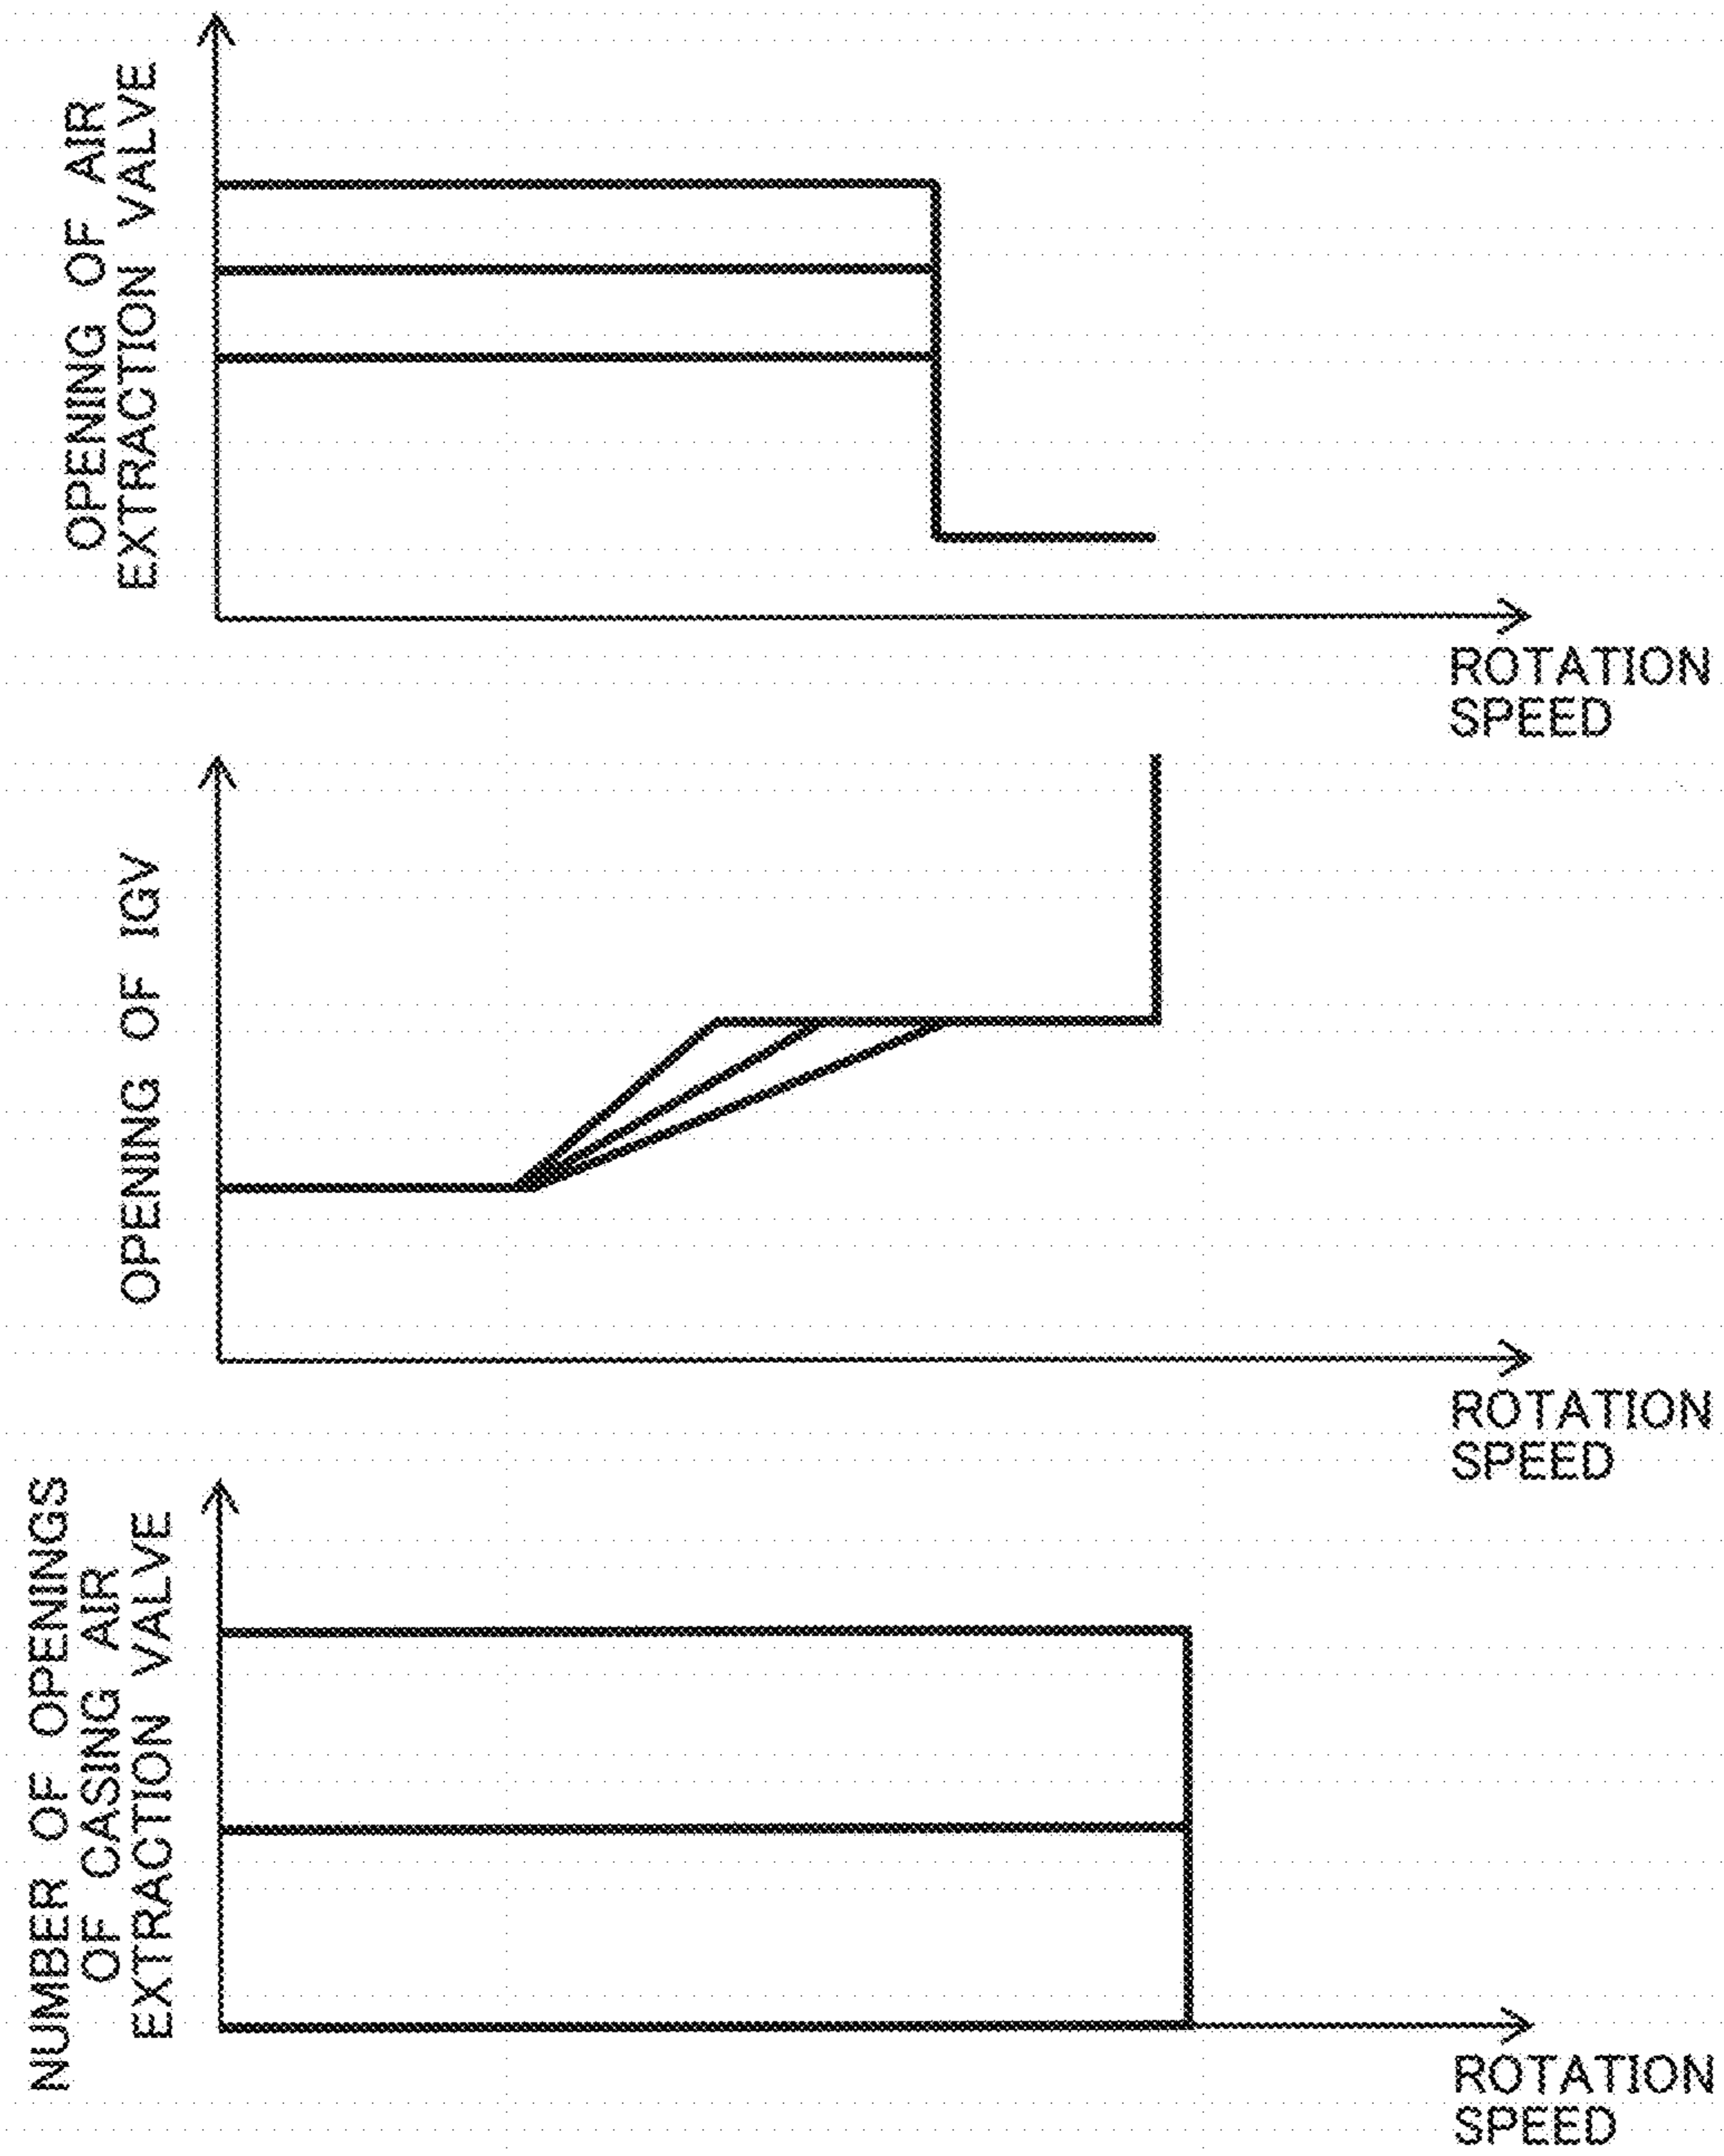 OPENING OF AIR
EXTRACTION VALVE
ROTATION
SPEED
OPENING OF IGV
ROTATION
SPEED
NUMBER OF OPENINGS
OF CASING AIR
EXTRACTION VALVE
ROTATION
SPEED